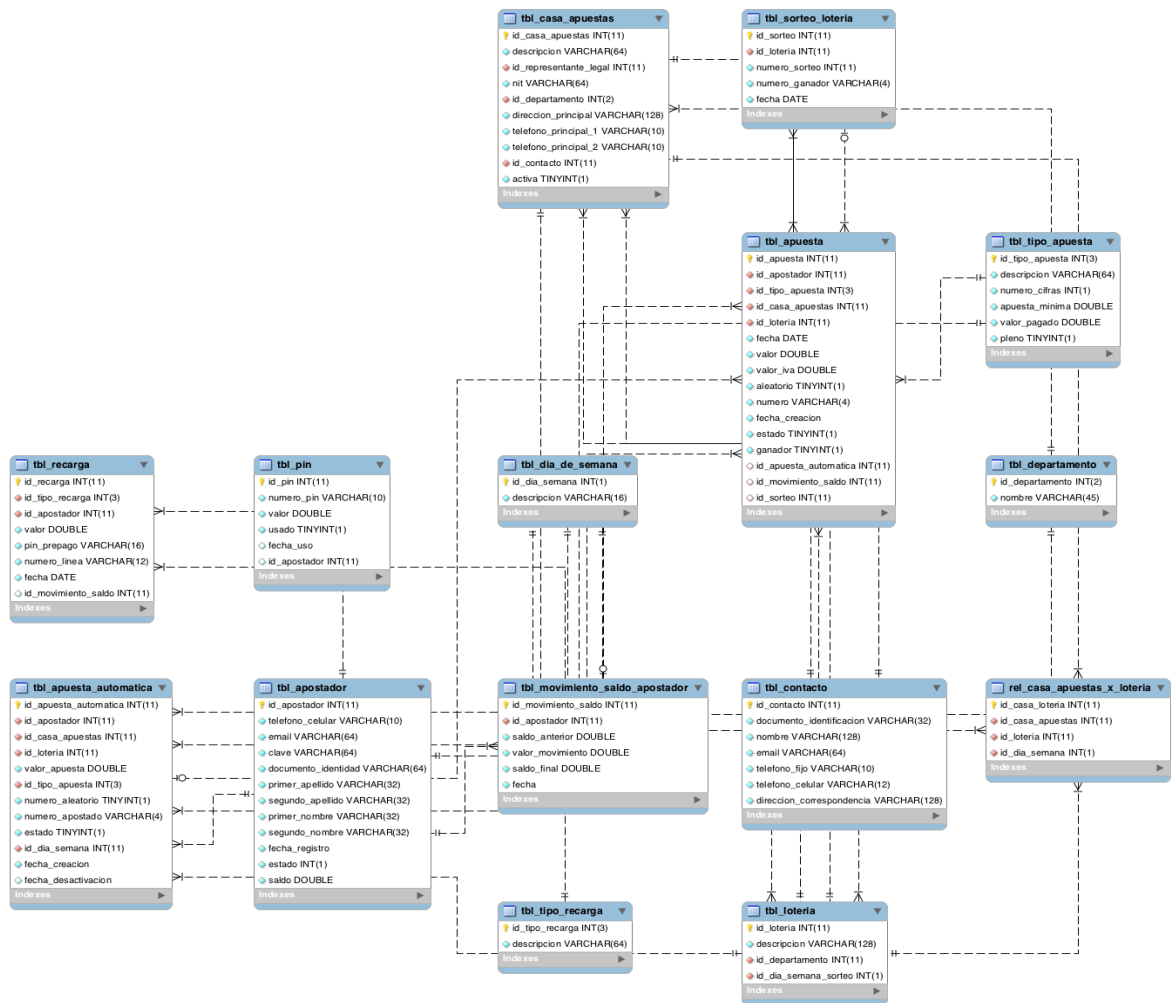 tbl_casa_apuestas
id_casa_apuestas INT(11)
descripcion VARCHAR(64)
id_representante_legal INT(11)
nit VARCHAR(64)
id_departamento INT(2)
direccion_principal VARCHAR(128)
telefono_principal_1 VARCHAR(10)
telefono_principal_2 VARCHAR(10)
id_contacto INT(11)
activa TINYINT(1)
Indexes
tbl_sorteo_loteria
id_sorteo INT(11)
id_loteria INT(11)
numero_sorteo INT(11)
numero_ganador VARCHAR(4)
fecha DATE
Indexes
tbl_apuesta
id_apuesta INT(11)
id_apostador INT(11)
id_tipo_apuesta INT(3)
id_casa_apuestas INT(11)
id_loteria INT(11)
fecha DATE
valor DOUBLE
valor_iva DOUBLE
aleatorio TINYINT(1)
numero VARCHAR(4)
fecha_creacion
estado TINYINT(1)
ganador TINYINT(1)
id_apuesta_automatica INT(11)
id_movimiento_saldo INT(11)
id_sorteo INT(11)
Indexes
tbl_tipo_apuesta
id_tipo_apuesta INT(3)
descripcion VARCHAR(64)
numero_cifras INT(1)
apuesta_minima DOUBLE
valor_pagado DOUBLE
pleno TINYINT(1)
Indexes
tbl_recarga
id_recarga INT(11)
id_tipo_recarga INT(3)
id_apostador INT(11)
valor DOUBLE
pin_prepago VARCHAR(16)
numero_linea VARCHAR(12)
fecha DATE
id_movimiento_saldo INT(11)
Indexes
tbl_pin
id_pin INT(11)
numero_pin VARCHAR(10)
valor DOUBLE
usado TINYINT(1)
fecha_uso
id_apostador INT(11)
Indexes
tbl_dia_de_semana
id_dia_semana INT(1)
descripcion VARCHAR(16)
Indexes
tbl_departamento
id_departamento INT(2)
nombre VARCHAR(45)
Indexes
tbl_apuesta_automatica
id_apuesta_automatica INT(11)
id_apostador INT(11)
id_casa_apuestas INT(11)
id_loteria INT(11)
valor_apuesta DOUBLE
id_tipo_apuesta INT(3)
numero_aleatorio TINYINT(1)
numero_apostado VARCHAR(4)
estado TINYINT(1)
id_dia_semana INT(11)
fecha_creacion
fecha_desactivacion
Indexes
tbl_apostador
id_apostador INT(11)
telefono_celular VARCHAR(10)
email VARCHAR(64)
clave VARCHAR(64)
documento_identidad VARCHAR(64)
primer_apellido VARCHAR(32)
segundo_apellido VARCHAR(32)
primer_nombre VARCHAR(32)
segundo_nombre VARCHAR(32)
fecha_registro
estado INT(1)
saldo DOUBLE
Indexes
tbl_movimiento_saldo_apostador
id_movimiento_saldo INT(11)
id_apostador INT(11)
saldo_anterior DOUBLE
valor_movimiento DOUBLE
saldo_final DOUBLE
fecha
Indexes
tbl_contacto
id_contacto INT(11)
documento_identificacion VARCHAR(32)
nombre VARCHAR(128)
email VARCHAR(64)
telefono_fijo VARCHAR(10)
telefono_celular VARCHAR(12)
direccion_correspondencia VARCHAR(128)
Indexes
rel_casa_apuestas_x_loteria
id_casa_loteria INT(11)
id_casa_apuestas INT(11)
id_loteria INT(11)
id_dia_semana INT(1)
Indexes
tbl_tipo_recarga
id_tipo_recarga INT(3)
descripcion VARCHAR(64)
Indexes
tbl_loteria
id_loteria INT(11)
descripcion VARCHAR(128)
id_departamento INT(11)
id_dia_semana_sorteo INT(1)
Indexes